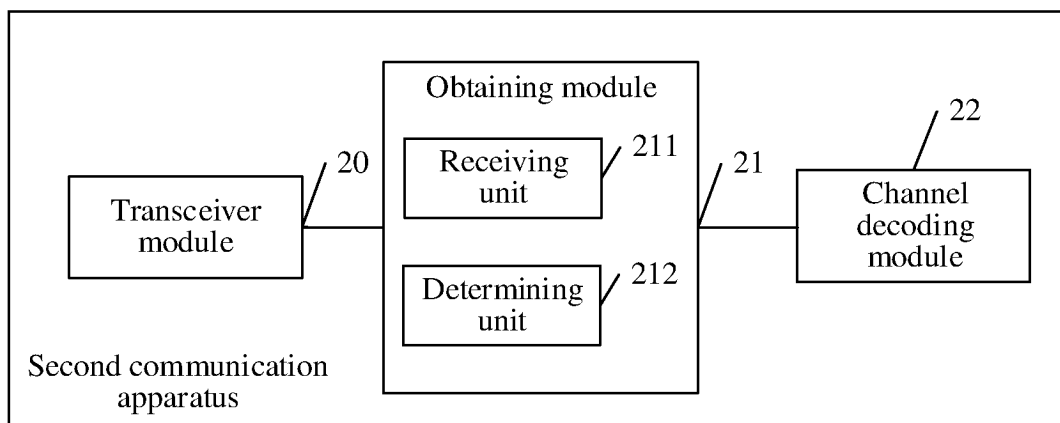 Obtaining module
22
211
Receiving
unit
20
21
Transceiver
module
Channel
decoding
module
212
Determining
unit
Second communication
apparatus